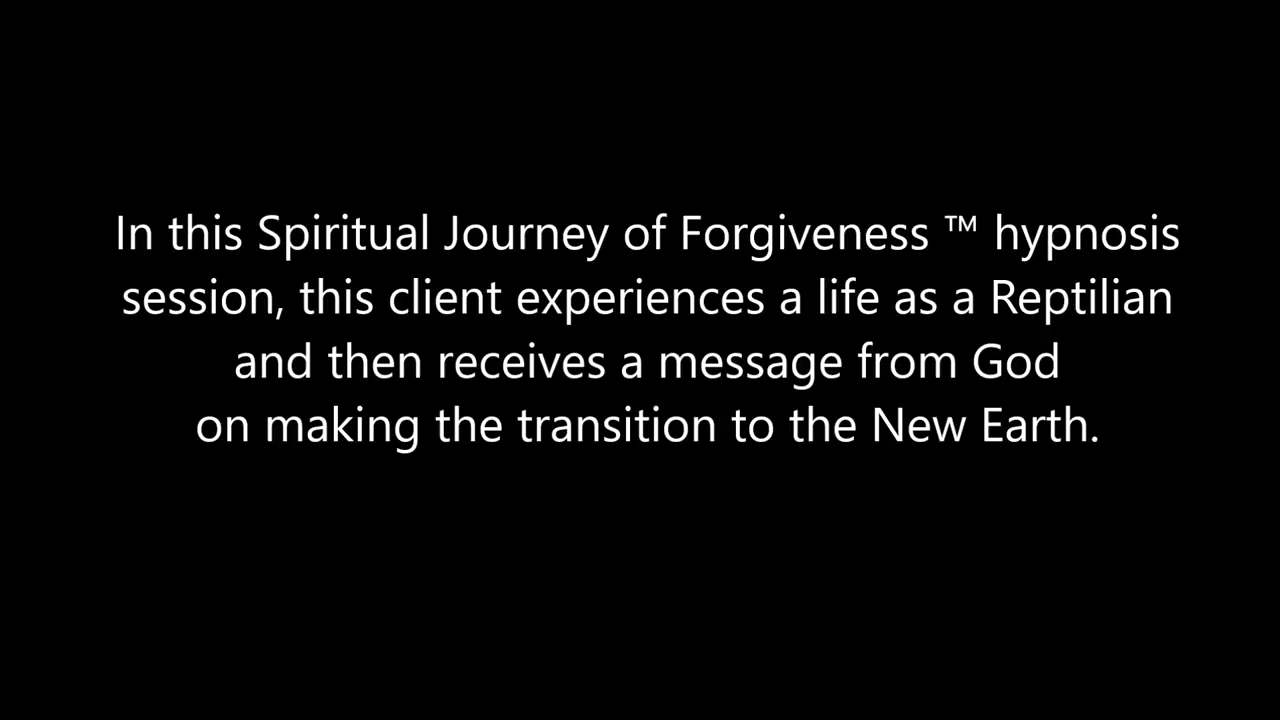 In this Spiritual Journey of Forgiveness ™ hypnosis
session, this client experiences a life as a Reptilian
and then receives a message from God
on making the transition to the New Earth.